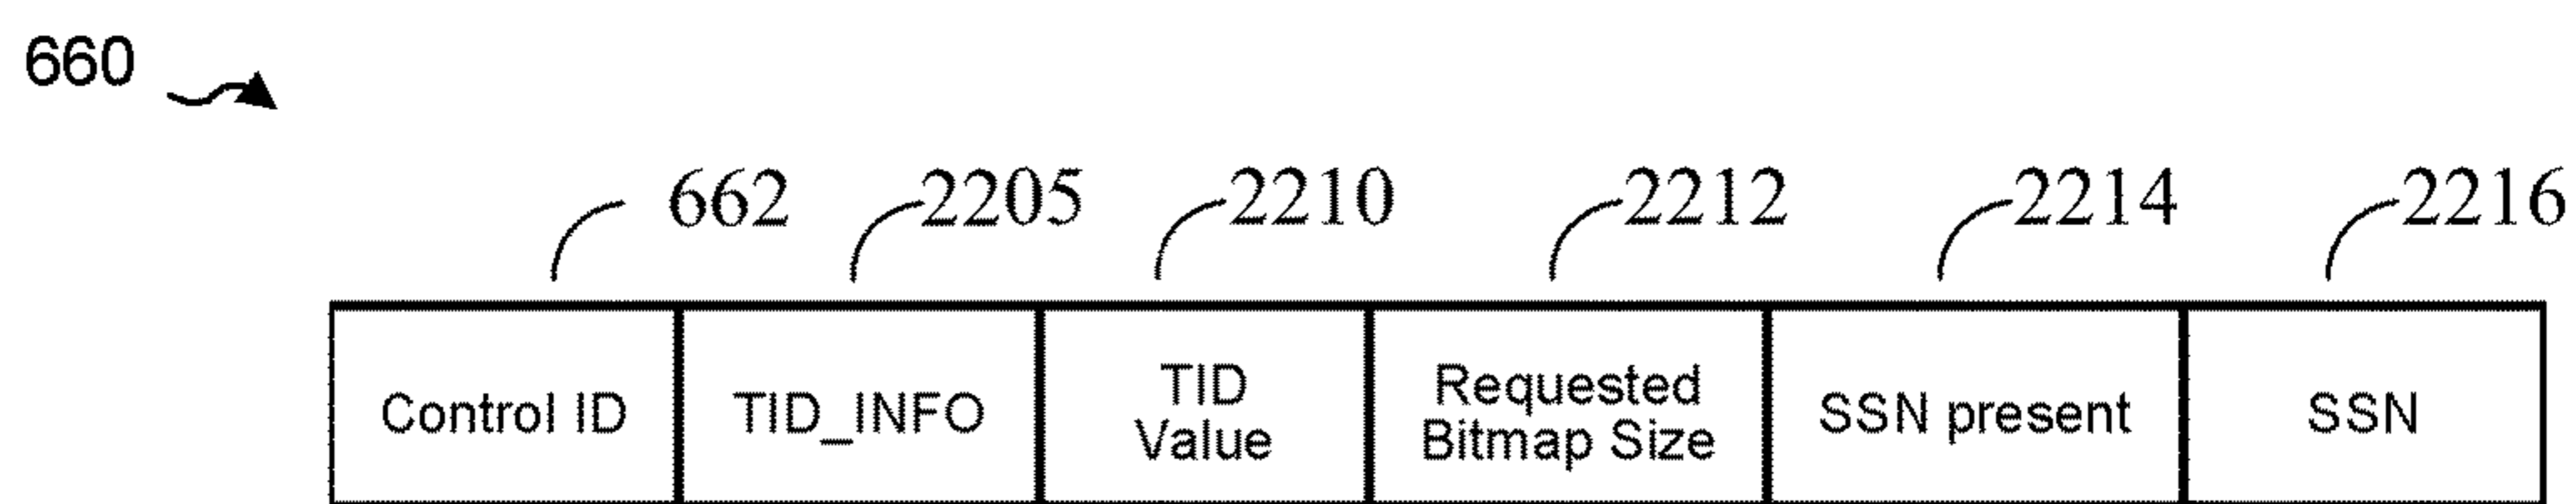 660
662 2205 2210 2212 2214 2216
Control ID TID_INFO TID Value Requested Bitmap Size SSN present SSN